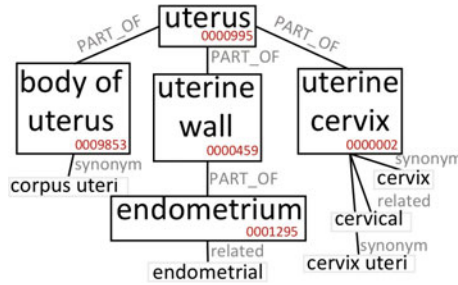 uterus
0000995
PART_OF
PART_OF
PART_OF
body of
uterus
0009853
uterine
wall
0000459
uterine
cervix
0000002
synonym
corpus uteri
PART_OF
synonym
cervix
related
cervical
synonym
cervix uteri
endometrium
0001295
related
endometrial